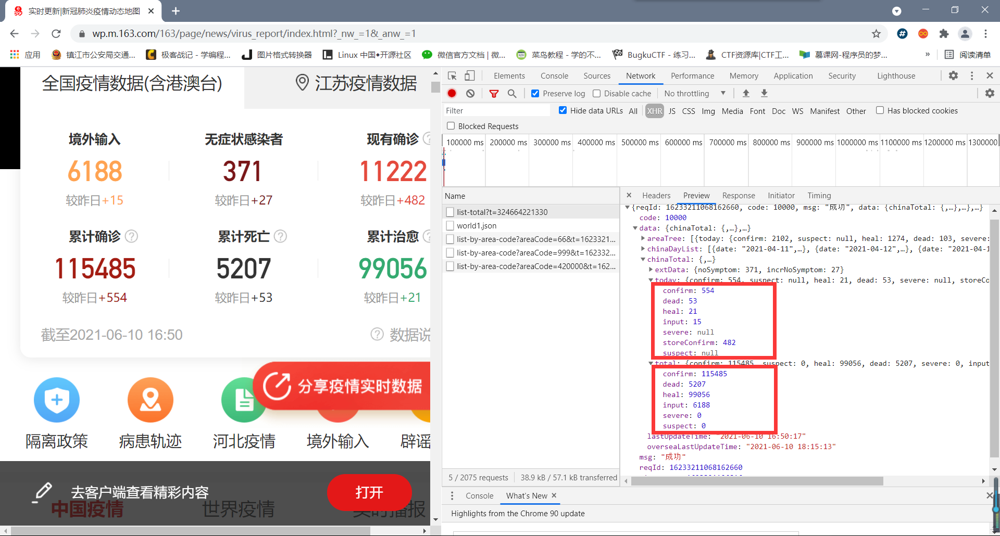 实时更新|新冠肺炎疫情动态地图
wp.m.163.com/163/page/news/virus_report/index.html?_nw_=1&_anw_=1
应用 镇江市公安局交通... 极客战记 - 学编程... 图片格式转换器 Linux 中国◆开源社区 微信官方文档 | 微... 菜鸟教程 - 学的不... BugkuCTF - 练习... CTF资源库|CTF工... 慕课网-程序员的梦... » 阅读清单
全国疫情数据(含港澳台) 江苏疫情数据
境外输入 无症状感染者 现有确诊
6188 371 11222
较昨日+15 较昨日+27 较昨日+482
累计确诊 累计死亡 累计治愈
115485 5207 99056
较昨日+554 较昨日+53 较昨日+21
截至2021-06-10 16:50 数据说
分享疫情实时数据
隔离政策 病患轨迹 河北疫情 境外输入 辟谣
去客户端查看精彩内容 打开
中国疫情 世界疫情 实时播报
Elements Console Sources Network Performance Memory Application Security Lighthouse
Preserve log Disable cache No throttling
Filter Hide data URLs All XHR JS CSS Img Media Font Doc WS Manifest Other Has blocked cookies
Blocked Requests
100000 ms 200000 ms 300000 ms 400000 ms 500000 ms 600000 ms 700000 ms 800000 ms 900000 ms 1000000 ms 1100000 ms 1200000 ms 1300000
Name
list-total?t=324664221330
world1.json
list-by-area-code?areaCode=66&t=1623321...
list-by-area-code?areaCode=999&t=162332...
list-by-area-code?areaCode=420000&t=162...
5 / 2075 requests 38.9 kB / 57.1 kB transferred
Headers Preview Response Initiator Timing
{reqId: 16233211068162660, code: 10000, msg: "成功", data: {chinaTotal: {,…},…},…}
code: 10000
data: {chinaTotal: {,…},…}
areaTree: [{today: {confirm: 2102, suspect: null, heal: 1274, dead: 103, severe:
chinaDayList: [{date: "2021-04-11",…}, {date: "2021-04-12",…}, {date: "2021-04-1
chinaTotal: {,…}
extData: {noSymptom: 371, incrNoSymptom: 27}
today: {confirm: 554, suspect: null, heal: 21, dead: 53, severe: null, storeCo
confirm: 554
dead: 53
heal: 21
input: 15
severe: null
storeConfirm: 482
suspect: null
total: {confirm: 115485, suspect: 0, heal: 99056, dead: 5207, severe: 0, input
confirm: 115485
dead: 5207
heal: 99056
input: 6188
severe: 0
suspect: 0
lastUpdateTime: "2021-06-10 16:50:17"
overseaLastUpdateTime: "2021-06-10 18:15:13"
msg: "成功"
reqId: 16233211068162660
Console What's New
Highlights from the Chrome 90 update